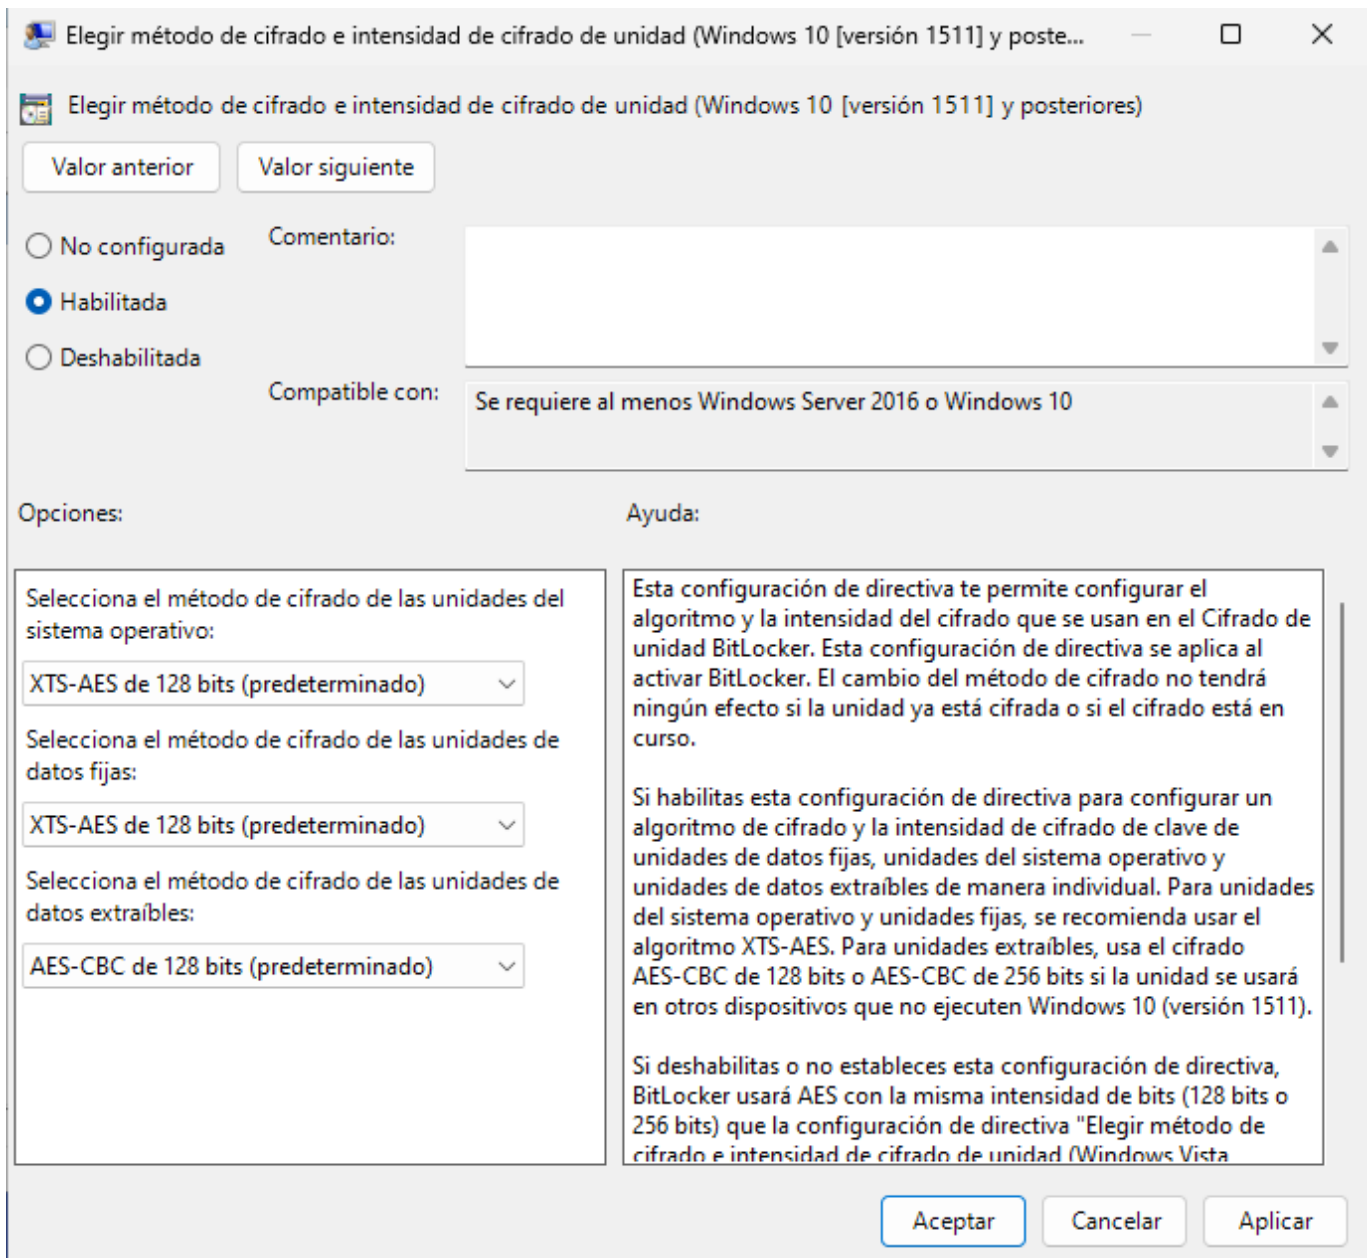 Elegir método de cifrado e intensidad de cifrado de unidad (Windows 10 [versión 1511] y poste...
Elegir método de cifrado e intensidad de cifrado de unidad (Windows 10 [versión 1511] y posteriores)
Valor anterior
Valor siguiente
No configurada
Comentario:
Habilitada
Deshabilitada
Compatible con:
Se requiere al menos Windows Server 2016 o Windows 10
Opciones:
Ayuda:
Selecciona el método de cifrado de las unidades del
sistema operativo:
XTS-AES de 128 bits (predeterminado)
Selecciona el método de cifrado de las unidades de
datos fijas:
XTS-AES de 128 bits (predeterminado)
Selecciona el método de cifrado de las unidades de
datos extraíbles:
AES-CBC de 128 bits (predeterminado)
Esta configuración de directiva te permite configurar el
algoritmo y la intensidad del cifrado que se usan en el Cifrado de
unidad BitLocker. Esta configuración de directiva se aplica al
activar BitLocker. El cambio del método de cifrado no tendrá
ningún efecto si la unidad ya está cifrada o si el cifrado está en
curso.
Si habilitas esta configuración de directiva para configurar un
algoritmo de cifrado y la intensidad de cifrado de clave de
unidades de datos fijas, unidades del sistema operativo y
unidades de datos extraíbles de manera individual. Para unidades
del sistema operativo y unidades fijas, se recomienda usar el
algoritmo XTS-AES. Para unidades extraíbles, usa el cifrado
AES-CBC de 128 bits o AES-CBC de 256 bits si la unidad se usará
en otros dispositivos que no ejecuten Windows 10 (versión 1511).
Si deshabilitas o no estableces esta configuración de directiva,
BitLocker usará AES con la misma intensidad de bits (128 bits o
256 bits) que la configuración de directiva "Elegir método de
cifrado e intensidad de cifrado de unidad (Windows Vista
Aceptar
Cancelar
Aplicar